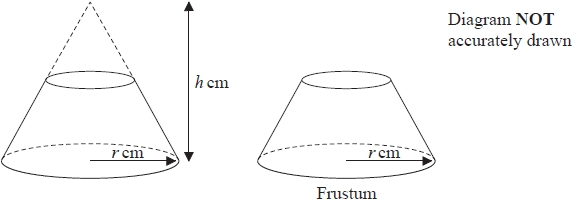 Diagram NOT
accurately drawn
h cm
r cm
r cm
Frustum